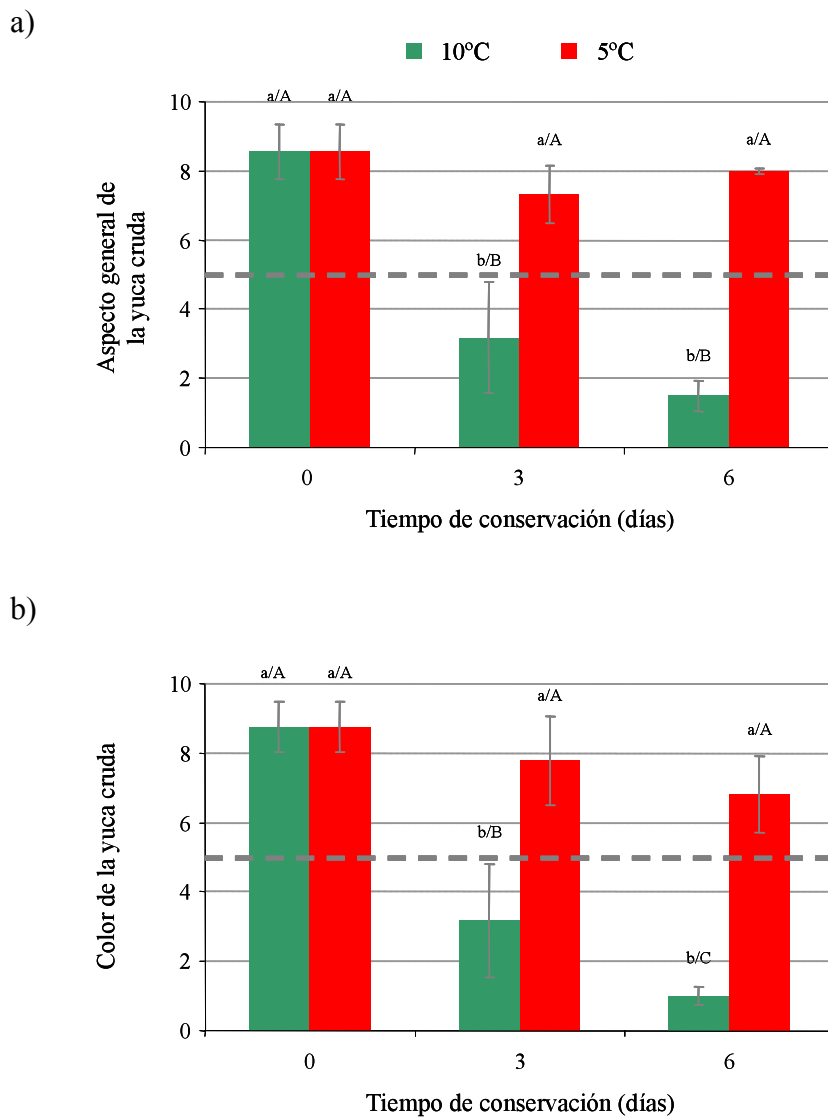 a)
10ºC 5ºC
a/A a/A
10
a/A a/A
8
6
b/B
4
b/B
2
0
Aspecto general de
la yuca cruda
0 3 6
Tiempo de conservación (días)
b)
a/A a/A
10
a/A
a/A
8
6
b/B
4
2
b/C
0
Color de la yuca cruda
0 3 6
Tiempo de conservación (días)